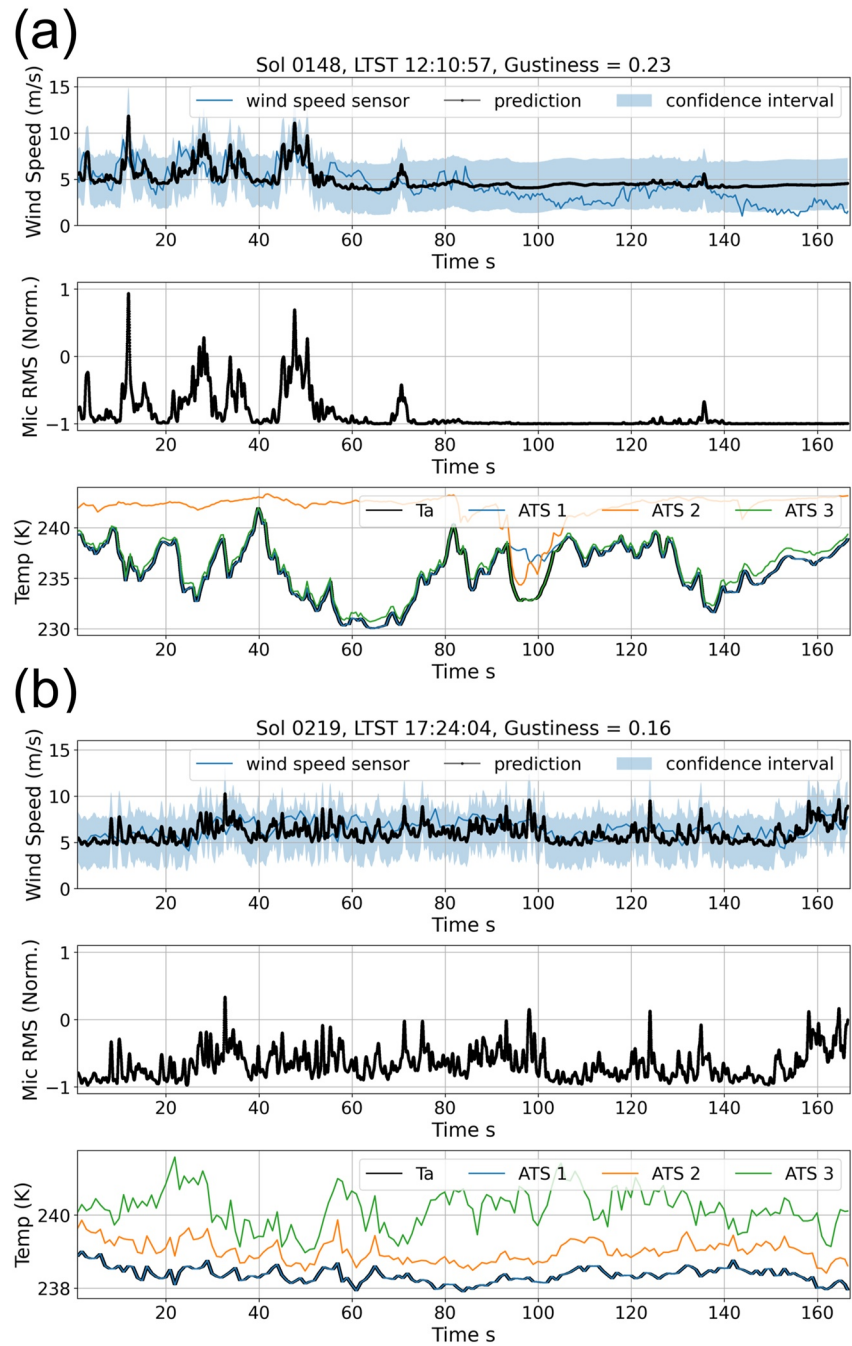 (a)
Sol 0148, LTST 12:10:57, Gustiness = 0.23
Wind Speed (m/s)
15
10
5
0
wind speed sensor prediction confidence interval
20 40 60 80 100 120 140 160
Time s
Mic RMS (Norm.)
1
0
−1
20 40 60 80 100 120 140 160
Time s
Temp (K)
240
235
230
Ta ATS 1 ATS 2 ATS 3
20 40 60 80 100 120 140 160
Time s
(b)
Sol 0219, LTST 17:24:04, Gustiness = 0.16
Wind Speed (m/s)
15
10
5
0
wind speed sensor prediction confidence interval
20 40 60 80 100 120 140 160
Time s
Mic RMS (Norm.)
1
0
−1
20 40 60 80 100 120 140 160
Time s
Temp (K)
240
238
Ta ATS 1 ATS 2 ATS 3
20 40 60 80 100 120 140 160
Time s